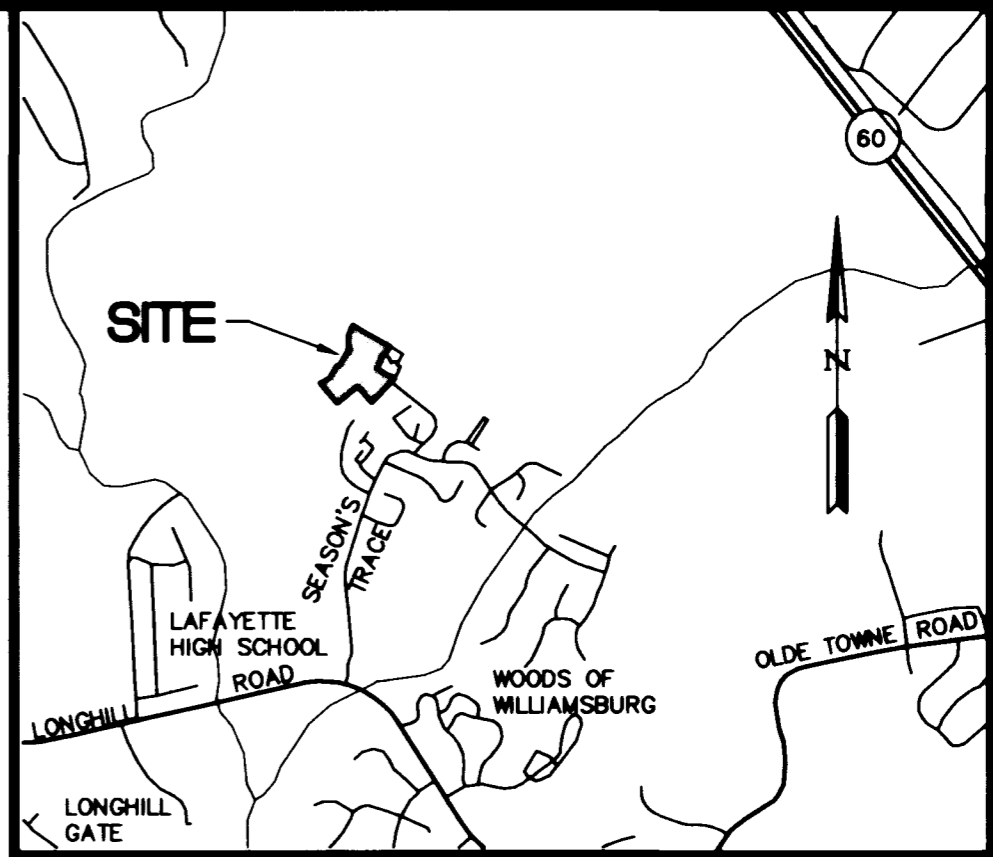 60
SITE
N
SEASON'S
TRACE
LAFAYETTE
HIGH SCHOOL
LONGHILL ROAD
WOODS OF
WILLIAMSBURG
OLDE TOWNE ROAD
LONGHILL
GATE